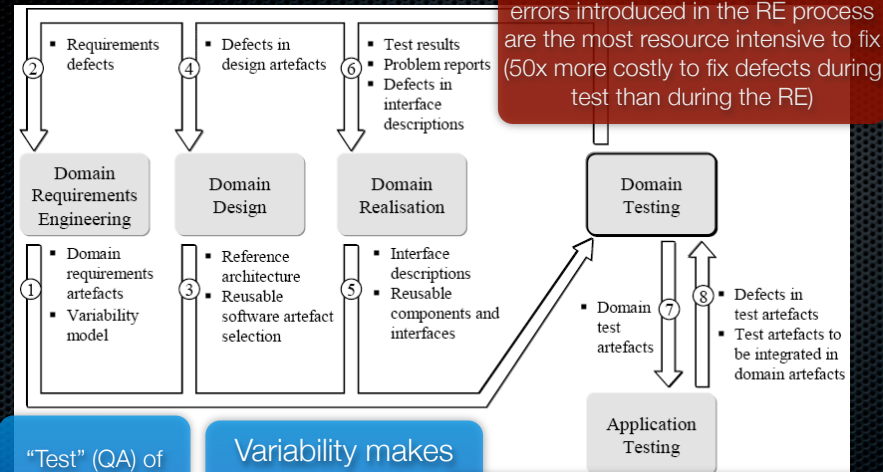 errors introduced in the RE process
are the most resource intensive to fix
(50x more costly to fix defects during
test than during the RE)
2
▪ Requirements
defects
4
▪ Defects in
design artefacts
6
▪ Test results
▪ Problem reports
▪ Defects in
interface
descriptions
Domain
Requirements
Engineering
Domain
Design
Domain
Realisation
Domain
Testing
1
▪ Domain
requirements
artefacts
▪ Variability
model
3
▪ Reference
architecture
▪ Reusable
software artefact
selection
5
▪ Interface
descriptions
▪ Reusable
components and
interfaces
▪ Domain
test
artefacts
7
8
▪ Defects in
test artefacts
▪ Test artefacts to
be integrated in
domain artefacts
Application
Testing
“Test” (QA) of
Variability makes